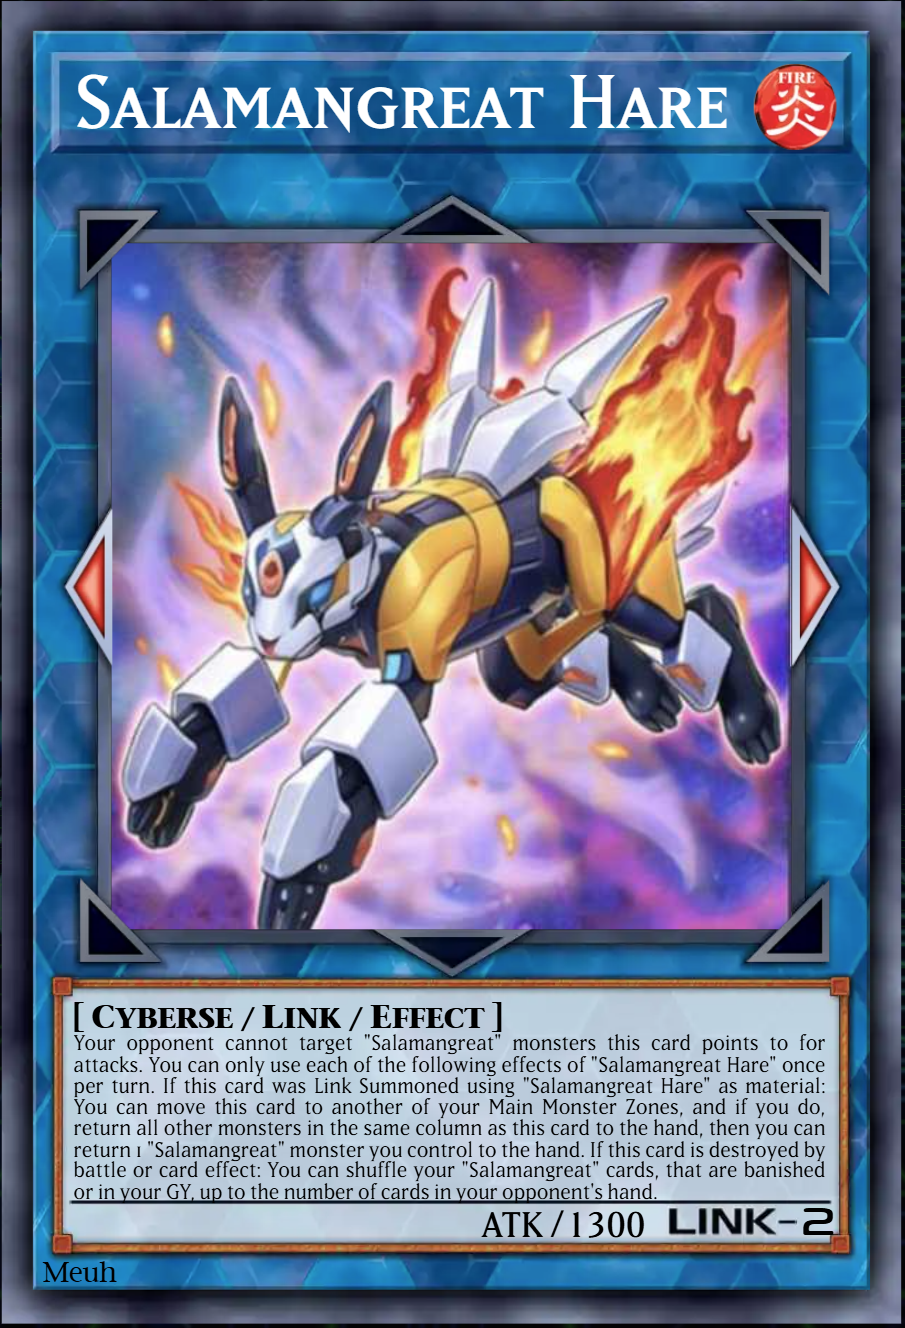 Salamangreat Hare
FIRE
炎
[ Cyberse / Link / Effect ]
Your opponent cannot target "Salamangreat" monsters this card points to for
attacks. You can only use each of the following effects of "Salamangreat Hare" once
per turn. If this card was Link Summoned using "Salamangreat Hare" as material:
You can move this card to another of your Main Monster Zones, and if you do,
return all other monsters in the same column as this card to the hand, then you can
return 1 "Salamangreat" monster you control to the hand. If this card is destroyed by
battle or card effect: You can shuffle your "Salamangreat" cards, that are banished
or in your GY, up to the number of cards in your opponent's hand.
ATK/1300 LINK-2
Meuh